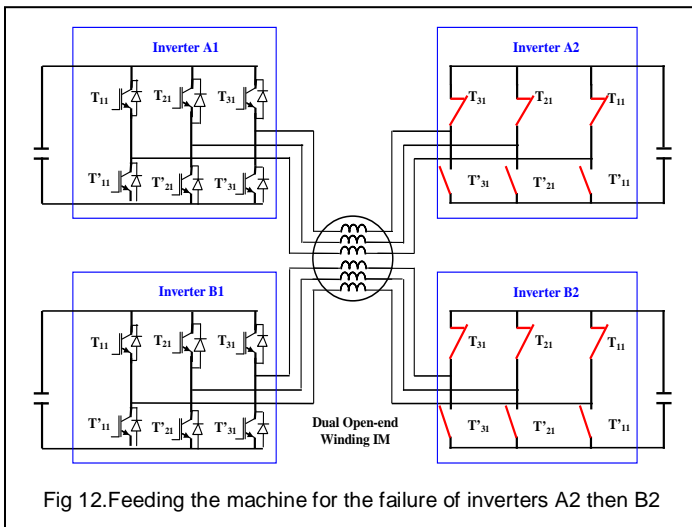 Inverter A1
Inverter A2
T11 T21 T31
T31 T21 T11
T'11 T'21 T'31
T'31 T'21 T'11
Inverter B1
Inverter B2
T11 T21 T31
T31 T21 T11
T'11 T'21 T'31
T'31 T'21 T'11
Dual Open-end
Winding IM
Fig 12.Feeding the machine for the failure of inverters A2 then B2